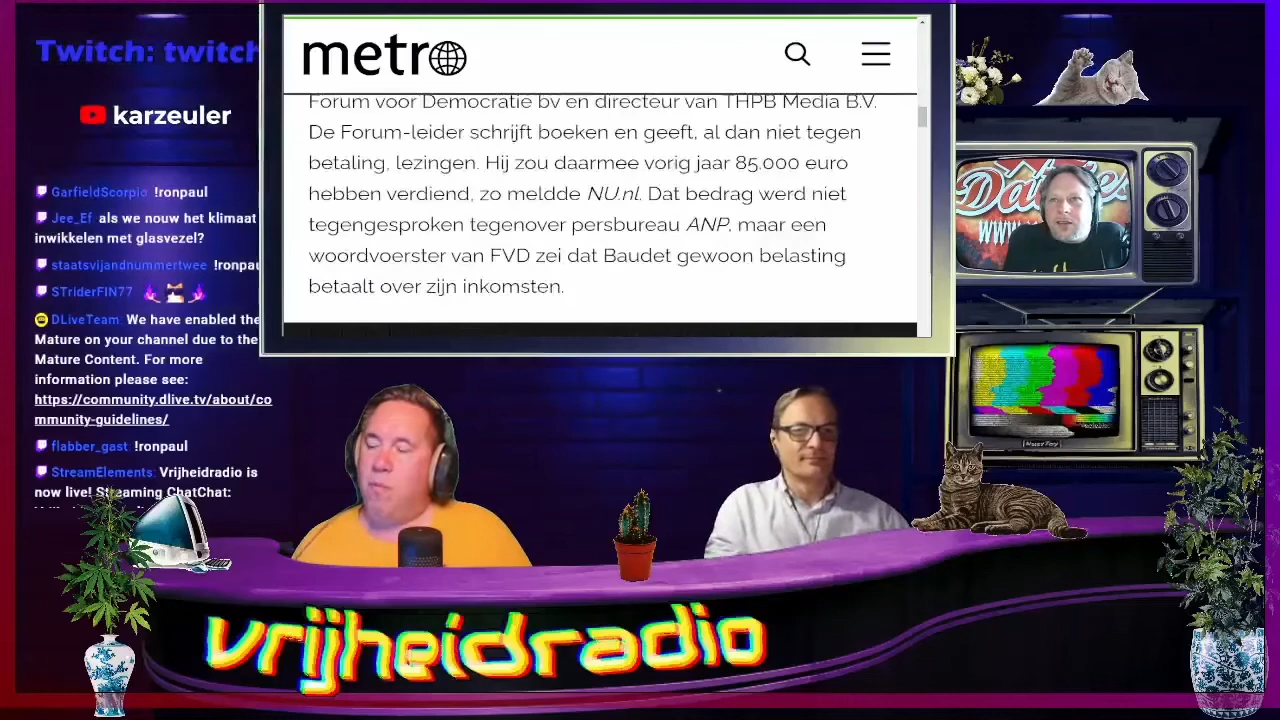 Twitch: twitch
karzeuler
GarfieldScorpio !ronpaul
Jee_Ef als we nouw het klimaat
inwikkelen met glasvezel?
staatsvijandnummertwee !ronpau
STriderFIN77
DLiveTeam We have enabled the
Mature on your channel due to the
Mature Content. For more
information please see:
https://community.dlive.tv/about/co
mmunity-guidelines/
flabber_gast !ronpaul
StreamElements Vrijheidradio is
now live! Streaming ChatChat:
metro
Forum voor Democratie bv en directeur van THPB Media B.V.
De Forum-leider schrijft boeken en geeft, al dan niet tegen
betaling, lezingen. Hij zou daarmee vorig jaar 85.000 euro
hebben verdiend, zo meldde NU.nl. Dat bedrag werd niet
tegengesproken tegenover persbureau ANP, maar een
woordvoerster van FVD zei dat Baudet gewoon belasting
betaalt over zijn inkomsten.
WWW
vrijheidradio